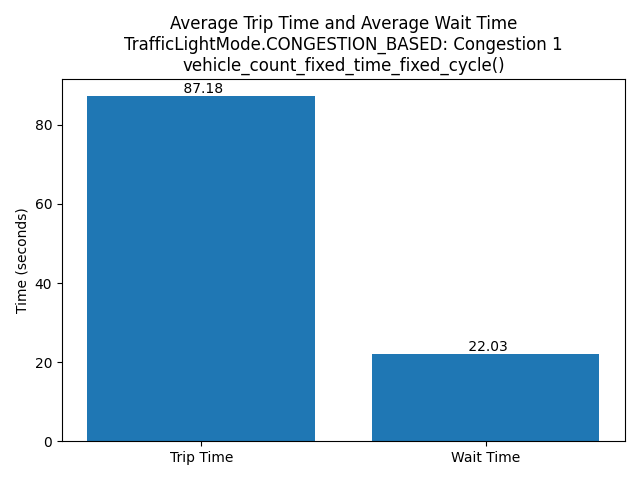 Average Trip Time and Average Wait Time
TrafficLightMode.CONGESTION_BASED: Congestion 1
vehicle_count_fixed_time_fixed_cycle()
87.18
80
60
Time (seconds)
40
22.03
20
0
Trip Time
Wait Time